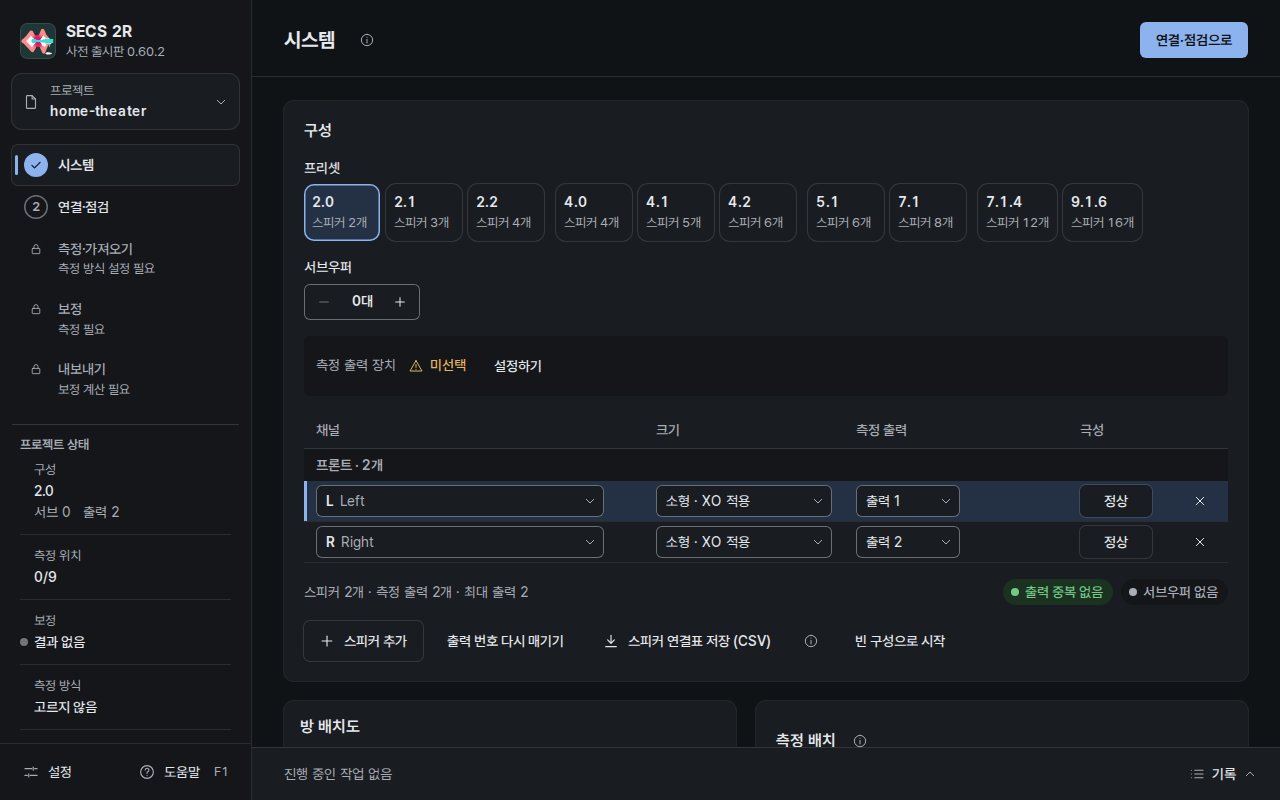 SECS 2R
사전 출시판 0.60.2
프로젝트
home-theater
시스템
2 연결·점검
측정·가져오기
측정 방식 설정 필요
보정
측정 필요
내보내기
보정 계산 필요
프로젝트 상태
구성
2.0
서브 0 출력 2
측정 위치
0/9
보정
결과 없음
측정 방식
고르지 않음
설정 도움말 F1
시스템
연결·점검으로
구성
프리셋
2.0 2.1 2.2 4.0 4.1 4.2 5.1 7.1 7.1.4 9.1.6
스피커 2개 스피커 3개 스피커 4개 스피커 4개 스피커 5개 스피커 6개 스피커 6개 스피커 8개 스피커 12개 스피커 16개
서브우퍼
0대
측정 출력 장치 미선택 설정하기
채널 크기 측정 출력 극성
프론트 · 2개
L Left 소형 · XO 적용 출력 1 정상
R Right 소형 · XO 적용 출력 2 정상
스피커 2개 · 측정 출력 2개 · 최대 출력 2 출력 중복 없음 서브우퍼 없음
스피커 추가 출력 번호 다시 매기기 스피커 연결표 저장 (CSV) 빈 구성으로 시작
방 배치도
측정 배치
진행 중인 작업 없음 기록